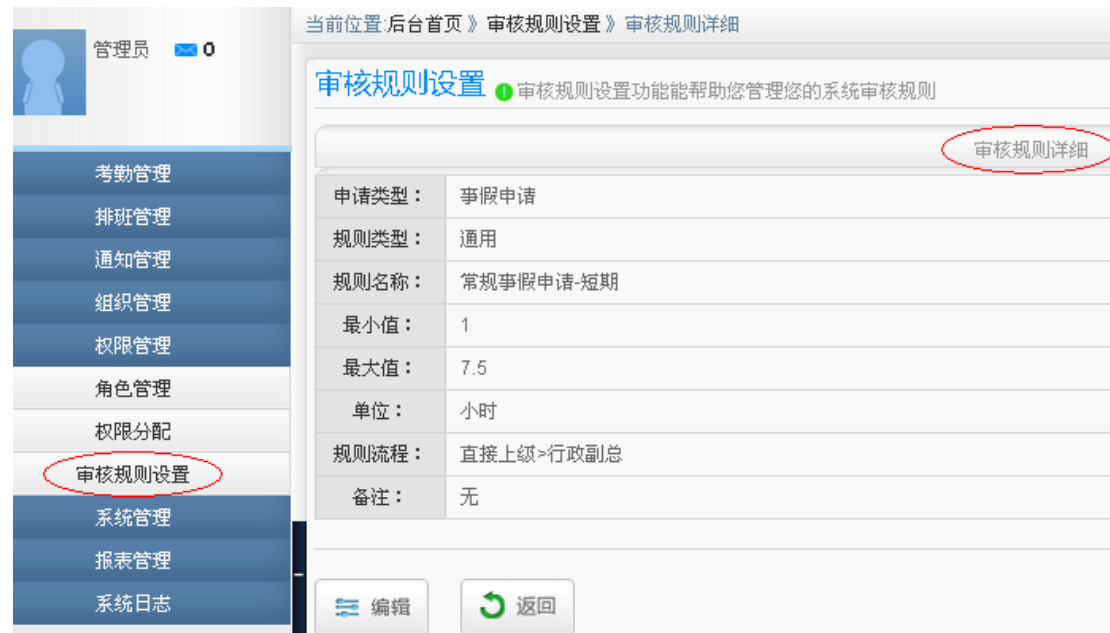 当前位置:后台首页 》 审核规则设置 》 审核规则详细
管理员 0
审核规则设置 审核规则设置功能能帮助您管理您的系统审核规则
审核规则详细
考勤管理
排班管理
通知管理
组织管理
权限管理
角色管理
权限分配
审核规则设置
系统管理
报表管理
系统日志
申请类型： 事假申请
规则类型： 通用
规则名称： 常规事假申请-短期
最小值： 1
最大值： 7.5
单位： 小时
规则流程： 直接上级>行政副总
备注： 无
编辑 返回